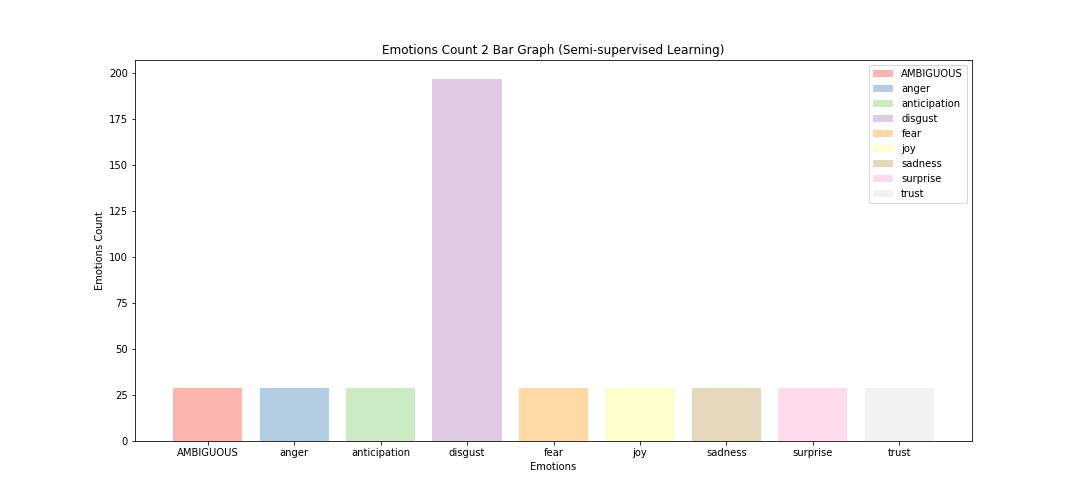 Emotions Count 2 Bar Graph (Semi-supervised Learning)
200
175
150
125
100
75
50
25
0
Emotions Count
AMBIGUOUS
anger
anticipation
disgust
fear
joy
sadness
surprise
trust
AMBIGUOUS anger anticipation disgust fear joy sadness surprise trust
Emotions